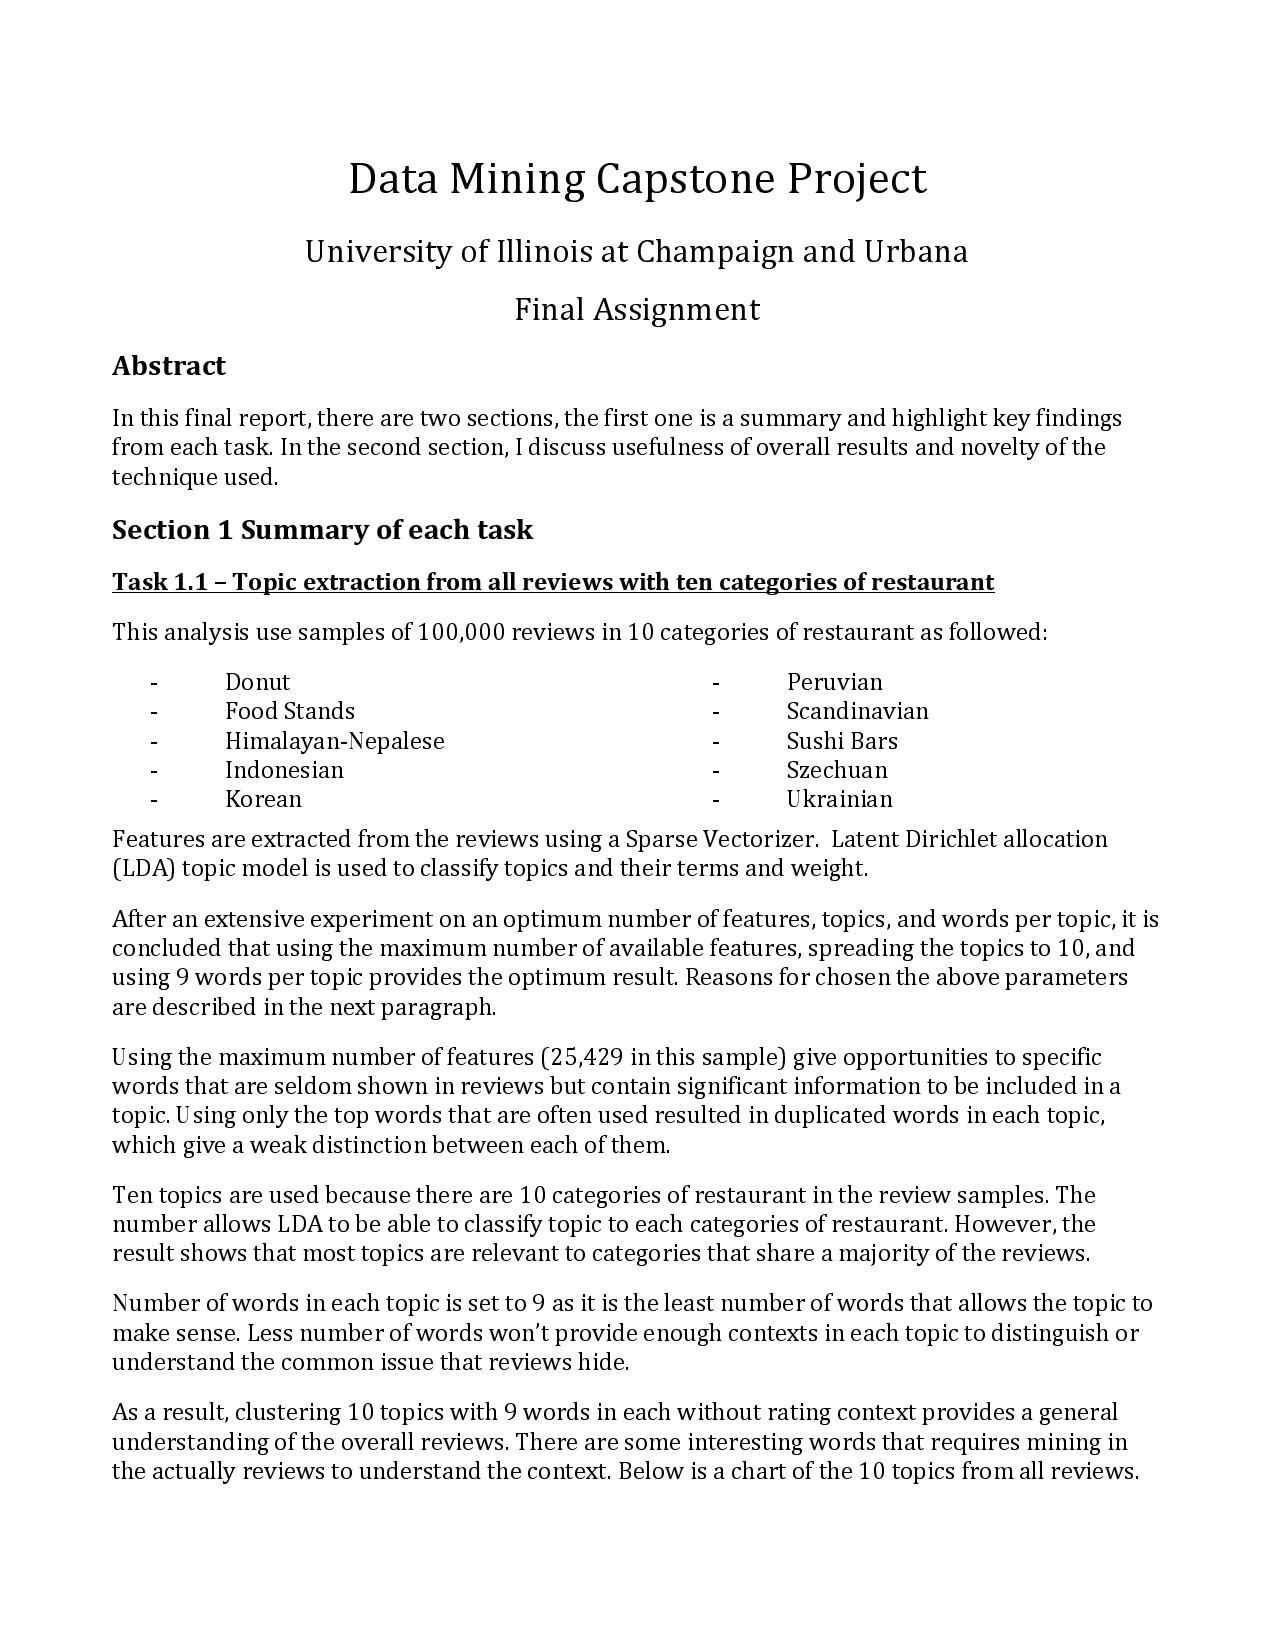 Data Mining Capstone Project
University of Illinois at Champaign and Urbana
Final Assignment
Abstract
In this final report, there are two sections, the first one is a summary and highlight key findings
from each task. In the second section, I discuss usefulness of overall results and novelty of the
technique used.
Section 1 Summary of each task
Task 1.1 – Topic extraction from all reviews with ten categories of restaurant
This analysis use samples of 100,000 reviews in 10 categories of restaurant as followed:
- Donut
- Food Stands
- Himalayan-Nepalese
- Indonesian
- Korean
- Peruvian
- Scandinavian
- Sushi Bars
- Szechuan
- Ukrainian
Features are extracted from the reviews using a Sparse Vectorizer.  Latent Dirichlet allocation
(LDA) topic model is used to classify topics and their terms and weight.
After an extensive experiment on an optimum number of features, topics, and words per topic, it is
concluded that using the maximum number of available features, spreading the topics to 10, and
using 9 words per topic provides the optimum result. Reasons for chosen the above parameters
are described in the next paragraph.
Using the maximum number of features (25,429 in this sample) give opportunities to specific
words that are seldom shown in reviews but contain significant information to be included in a
topic. Using only the top words that are often used resulted in duplicated words in each topic,
which give a weak distinction between each of them.
Ten topics are used because there are 10 categories of restaurant in the review samples. The
number allows LDA to be able to classify topic to each categories of restaurant. However, the
result shows that most topics are relevant to categories that share a majority of the reviews.
Number of words in each topic is set to 9 as it is the least number of words that allows the topic to
make sense. Less number of words won’t provide enough contexts in each topic to distinguish or
understand the common issue that reviews hide.
As a result, clustering 10 topics with 9 words in each without rating context provides a general
understanding of the overall reviews. There are some interesting words that requires mining in
the actually reviews to understand the context. Below is a chart of the 10 topics from all reviews.